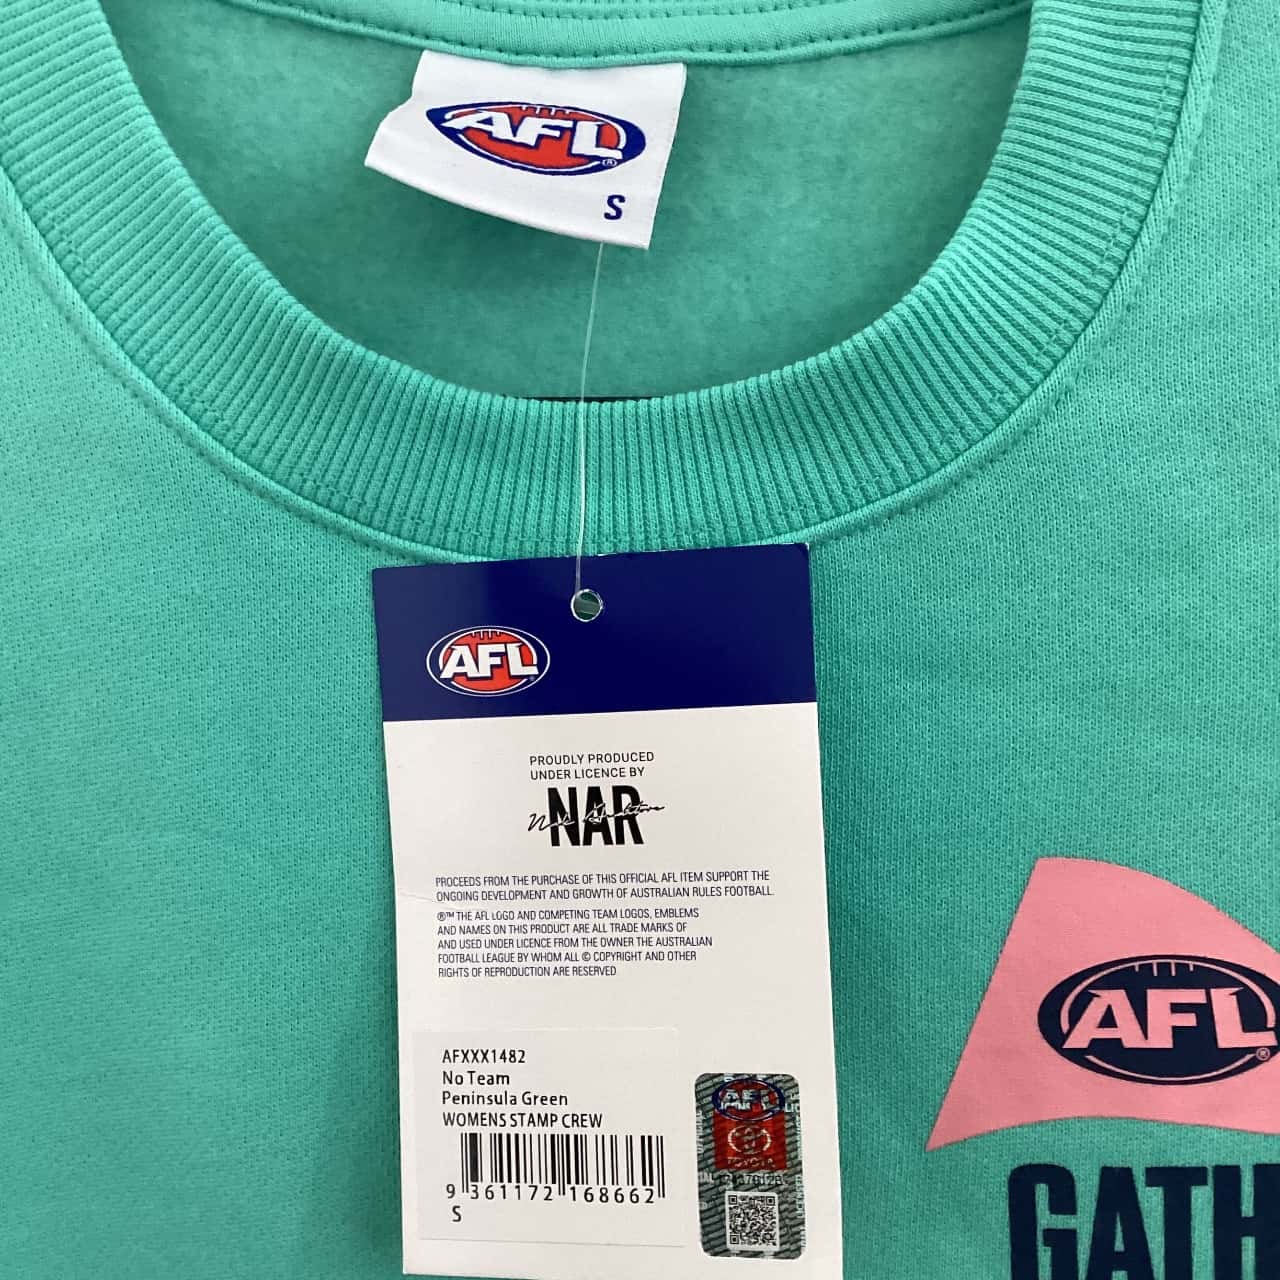 AFL
S
AFL
PROUDLY PRODUCED
UNDER LICENCE BY
NAR
PROCEEDS FROM THE PURCHASE OF THIS OFFICIAL AFL ITEM SUPPORT THE
ONGOING DEVELOPMENT AND GROWTH OF AUSTRALIAN RULES FOOTBALL.
®™ THE AFL LOGO AND COMPETING TEAM LOGOS, EMBLEMS
AND NAMES ON THIS PRODUCT ARE ALL TRADE MARKS OF
AND USED UNDER LICENCE FROM THE OWNER THE AUSTRALIAN
FOOTBALL LEAGUE BY WHOM ALL © COPYRIGHT AND OTHER
RIGHTS OF REPRODUCTION ARE RESERVED
AFXXX1482
No Team
Peninsula Green
WOMENS STAMP CREW
9 361172 168662
S
AFL
TOYOTA
AFL
GATH